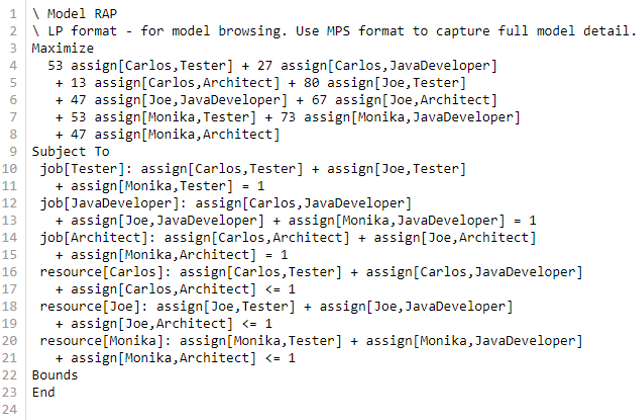 1 \ Model RAP
2 \ LP format - for model browsing. Use MPS format to capture full model detail.
3 Maximize
4   53 assign[Carlos,Tester] + 27 assign[Carlos,JavaDeveloper]
5    + 13 assign[Carlos,Architect] + 80 assign[Joe,Tester]
6    + 47 assign[Joe,JavaDeveloper] + 67 assign[Joe,Architect]
7    + 53 assign[Monika,Tester] + 73 assign[Monika,JavaDeveloper]
8    + 47 assign[Monika,Architect]
9 Subject To
10  job[Tester]: assign[Carlos,Tester] + assign[Joe,Tester]
11    + assign[Monika,Tester] = 1
12  job[JavaDeveloper]: assign[Carlos,JavaDeveloper]
13    + assign[Joe,JavaDeveloper] + assign[Monika,JavaDeveloper] = 1
14  job[Architect]: assign[Carlos,Architect] + assign[Joe,Architect]
15    + assign[Monika,Architect] = 1
16  resource[Carlos]: assign[Carlos,Tester] + assign[Carlos,JavaDeveloper]
17    + assign[Carlos,Architect] <= 1
18  resource[Joe]: assign[Joe,Tester] + assign[Joe,JavaDeveloper]
19    + assign[Joe,Architect] <= 1
20  resource[Monika]: assign[Monika,Tester] + assign[Monika,JavaDeveloper]
21    + assign[Monika,Architect] <= 1
22 Bounds
23 End
24